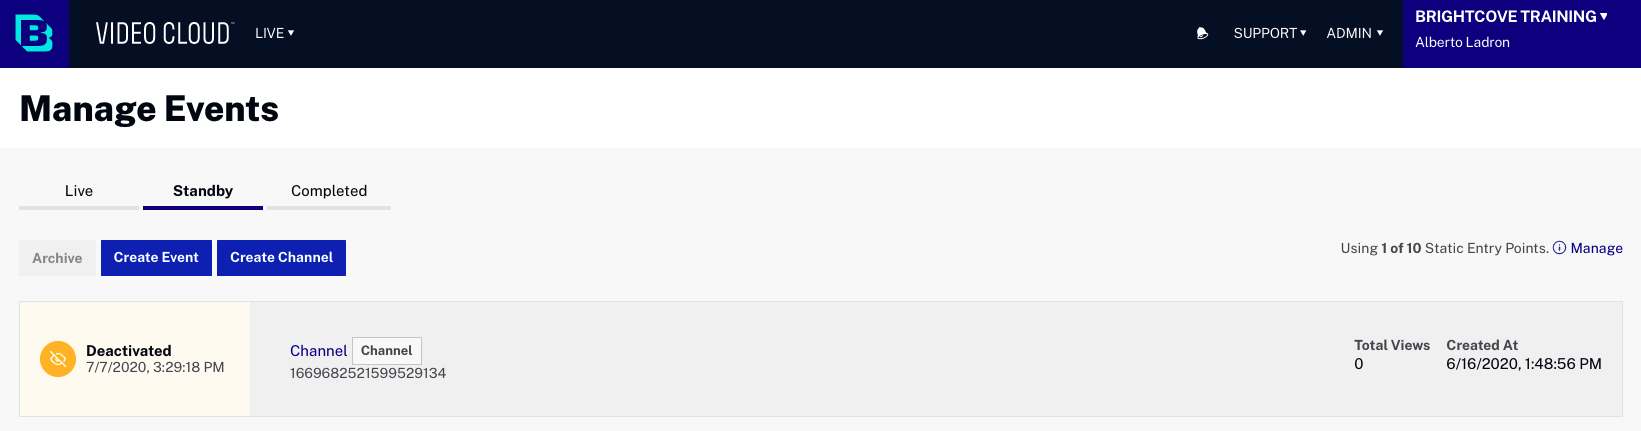 VIDEO CLOUD™ LIVE ▾ SUPPORT ▾ ADMIN ▾ BRIGHTCOVE TRAINING ▾
Alberto Ladron
Manage Events
Live Standby Completed
Archive Create Event Create Channel Using 1 of 10 Static Entry Points. Manage
Deactivated
7/7/2020, 3:29:18 PM
Channel Channel
1669682521599529134
Total Views
0
Created At
6/16/2020, 1:48:56 PM